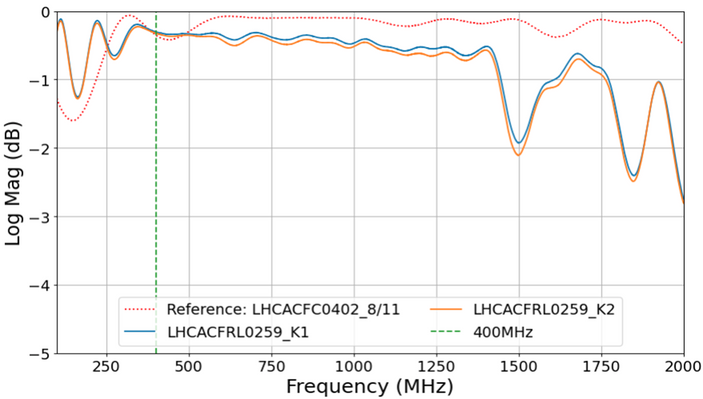 0
−1
−2
−3
−4
−5
Log Mag (dB)
Reference: LHCACFC0402_8/11
LHCACFRL0259_K1
LHCACFRL0259_K2
400MHz
250 500 750 1000 1250 1500 1750 2000
Frequency (MHz)